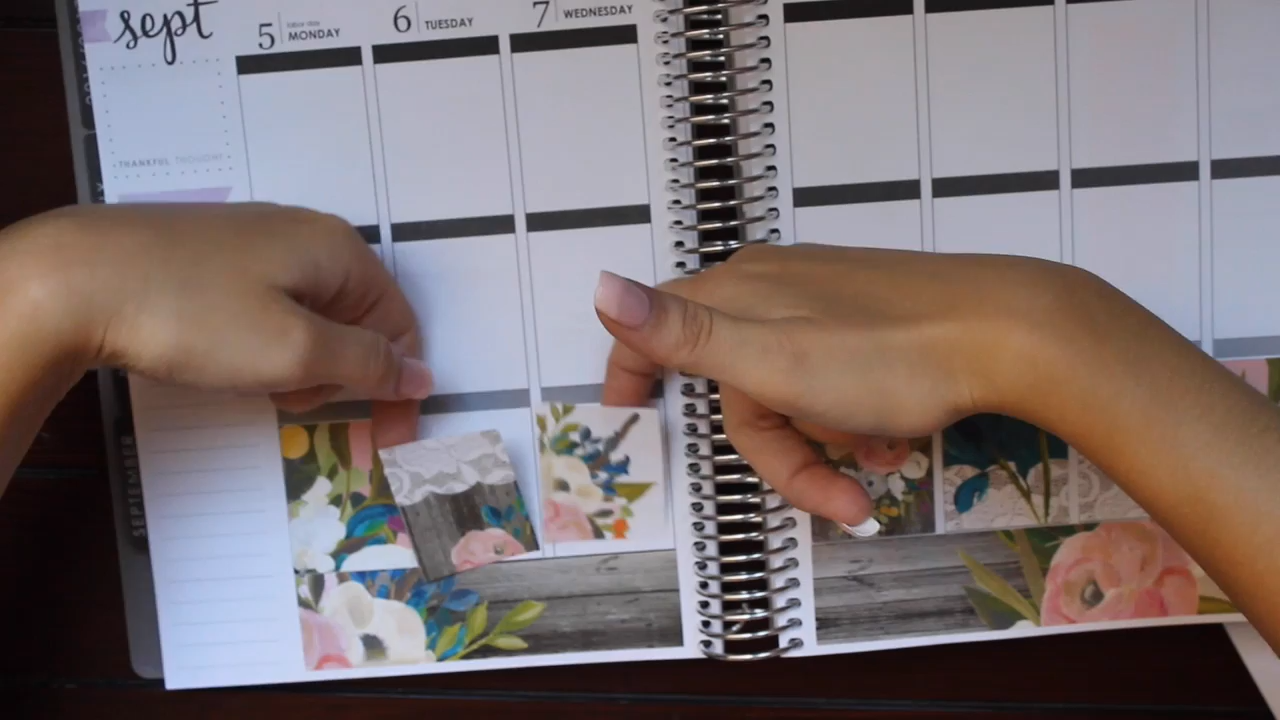 sept
5 labor day MONDAY
6 TUESDAY
7 WEDNESDAY
THANKFUL THOUGHT
SEPTEMBER